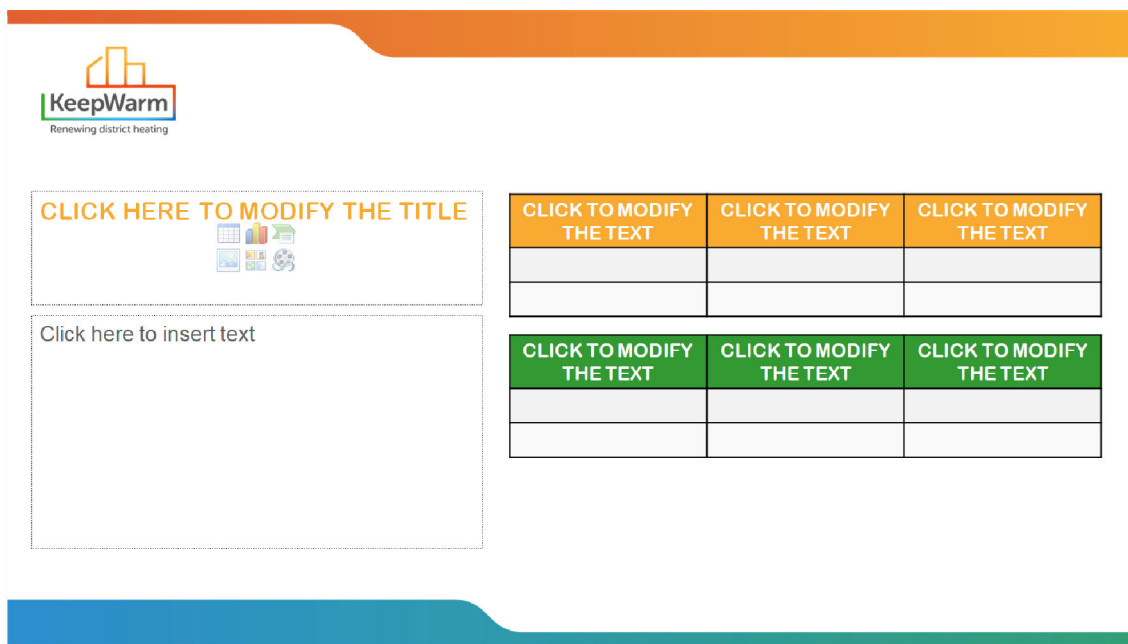 KeepWarm
Renewing district heating
CLICK HERE TO MODIFY THE TITLE
Click here to insert text
CLICK TO MODIFY THE TEXT
CLICK TO MODIFY THE TEXT
CLICK TO MODIFY THE TEXT
CLICK TO MODIFY THE TEXT
CLICK TO MODIFY THE TEXT
CLICK TO MODIFY THE TEXT